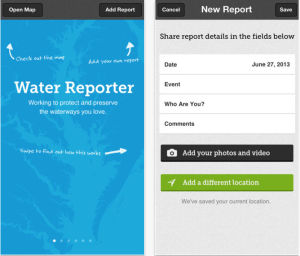 Open Map
Add Report
Check out the map
Add your own report
Water Reporter
Working to protect and preserve
the waterways you love.
Swipe to find out how this works
Cancel
New Report
Save
Share report details in the fields below
Date
June 27, 2013
Event
Who Are You?
Comments
Add your photos and video
Add a different location
We've saved your current location.